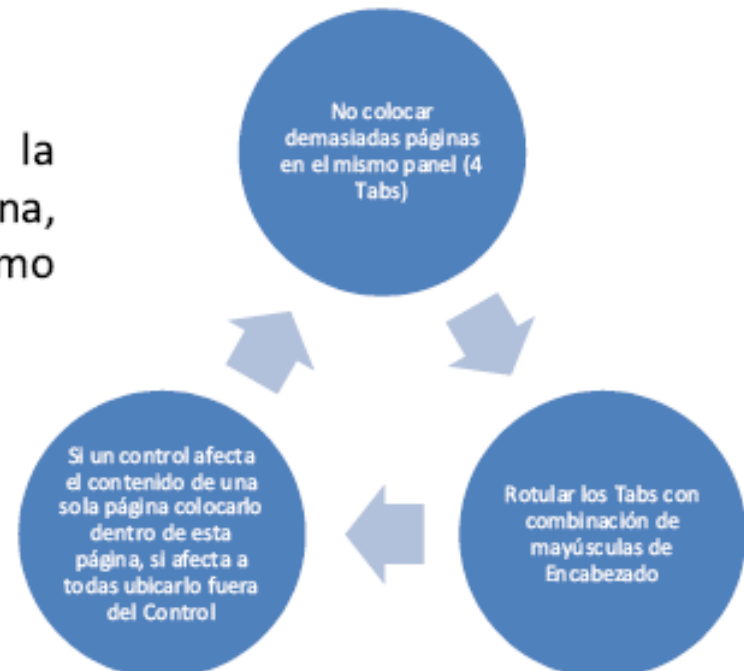 la
na,
mo
No colocar
demasiadas páginas
en el mismo panel (4
Tabs)
Rotular los Tabs con
combinación de
mayúsculas de
Encabezado
Si un control afecta
el contenido de una
sola página colocarlo
dentro de esta
página, si afecta a
todas ubicarlo fuera
del Control